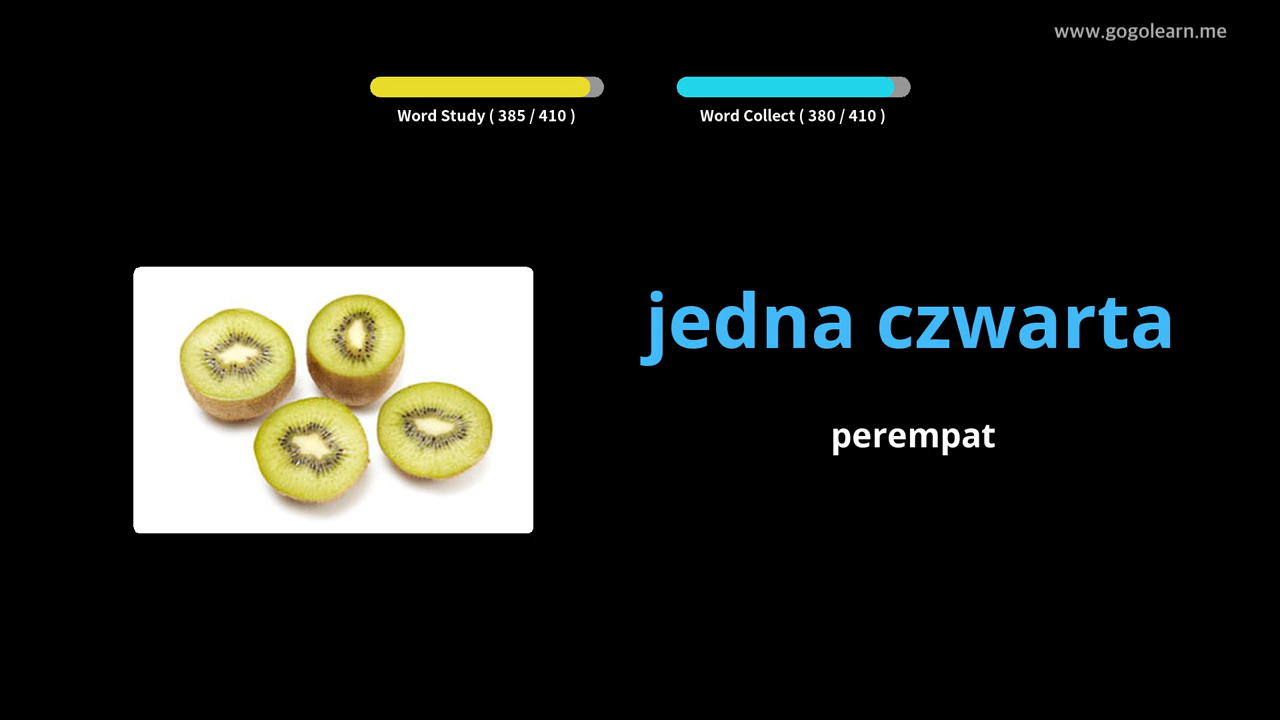 www.gogolearn.me
Word Study ( 385 / 410 )
Word Collect ( 380 / 410 )
jedna czwarta
perempat